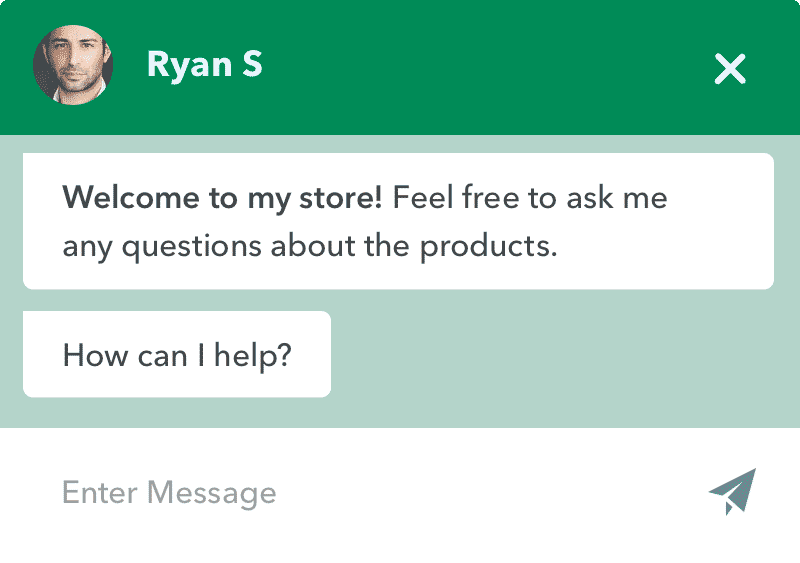 Ryan S
Welcome to my store! Feel free to ask me
any questions about the products.
How can I help?
Enter Message